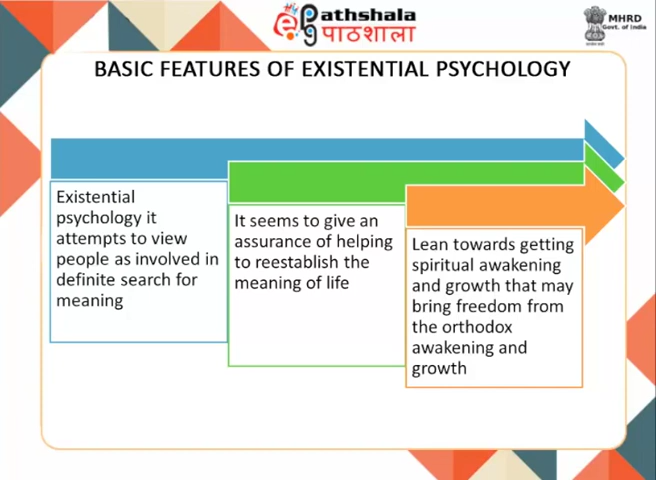 Pathshala
पाठशाला
MHRD
Govt. of India
BASIC FEATURES OF EXISTENTIAL PSYCHOLOGY
Existential
psychology it
attempts to view
people as involved in
definite search for
meaning
It seems to give an
assurance of helping
to reestablish the
meaning of life
Lean towards getting
spiritual awakening
and growth that may
bring freedom from
the orthodox
awakening and
growth